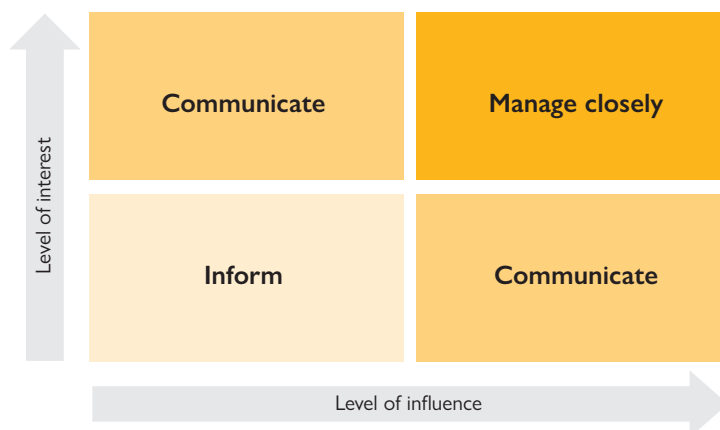 Communicate
Manage closely
Level of interest
Inform
Communicate
Level of influence